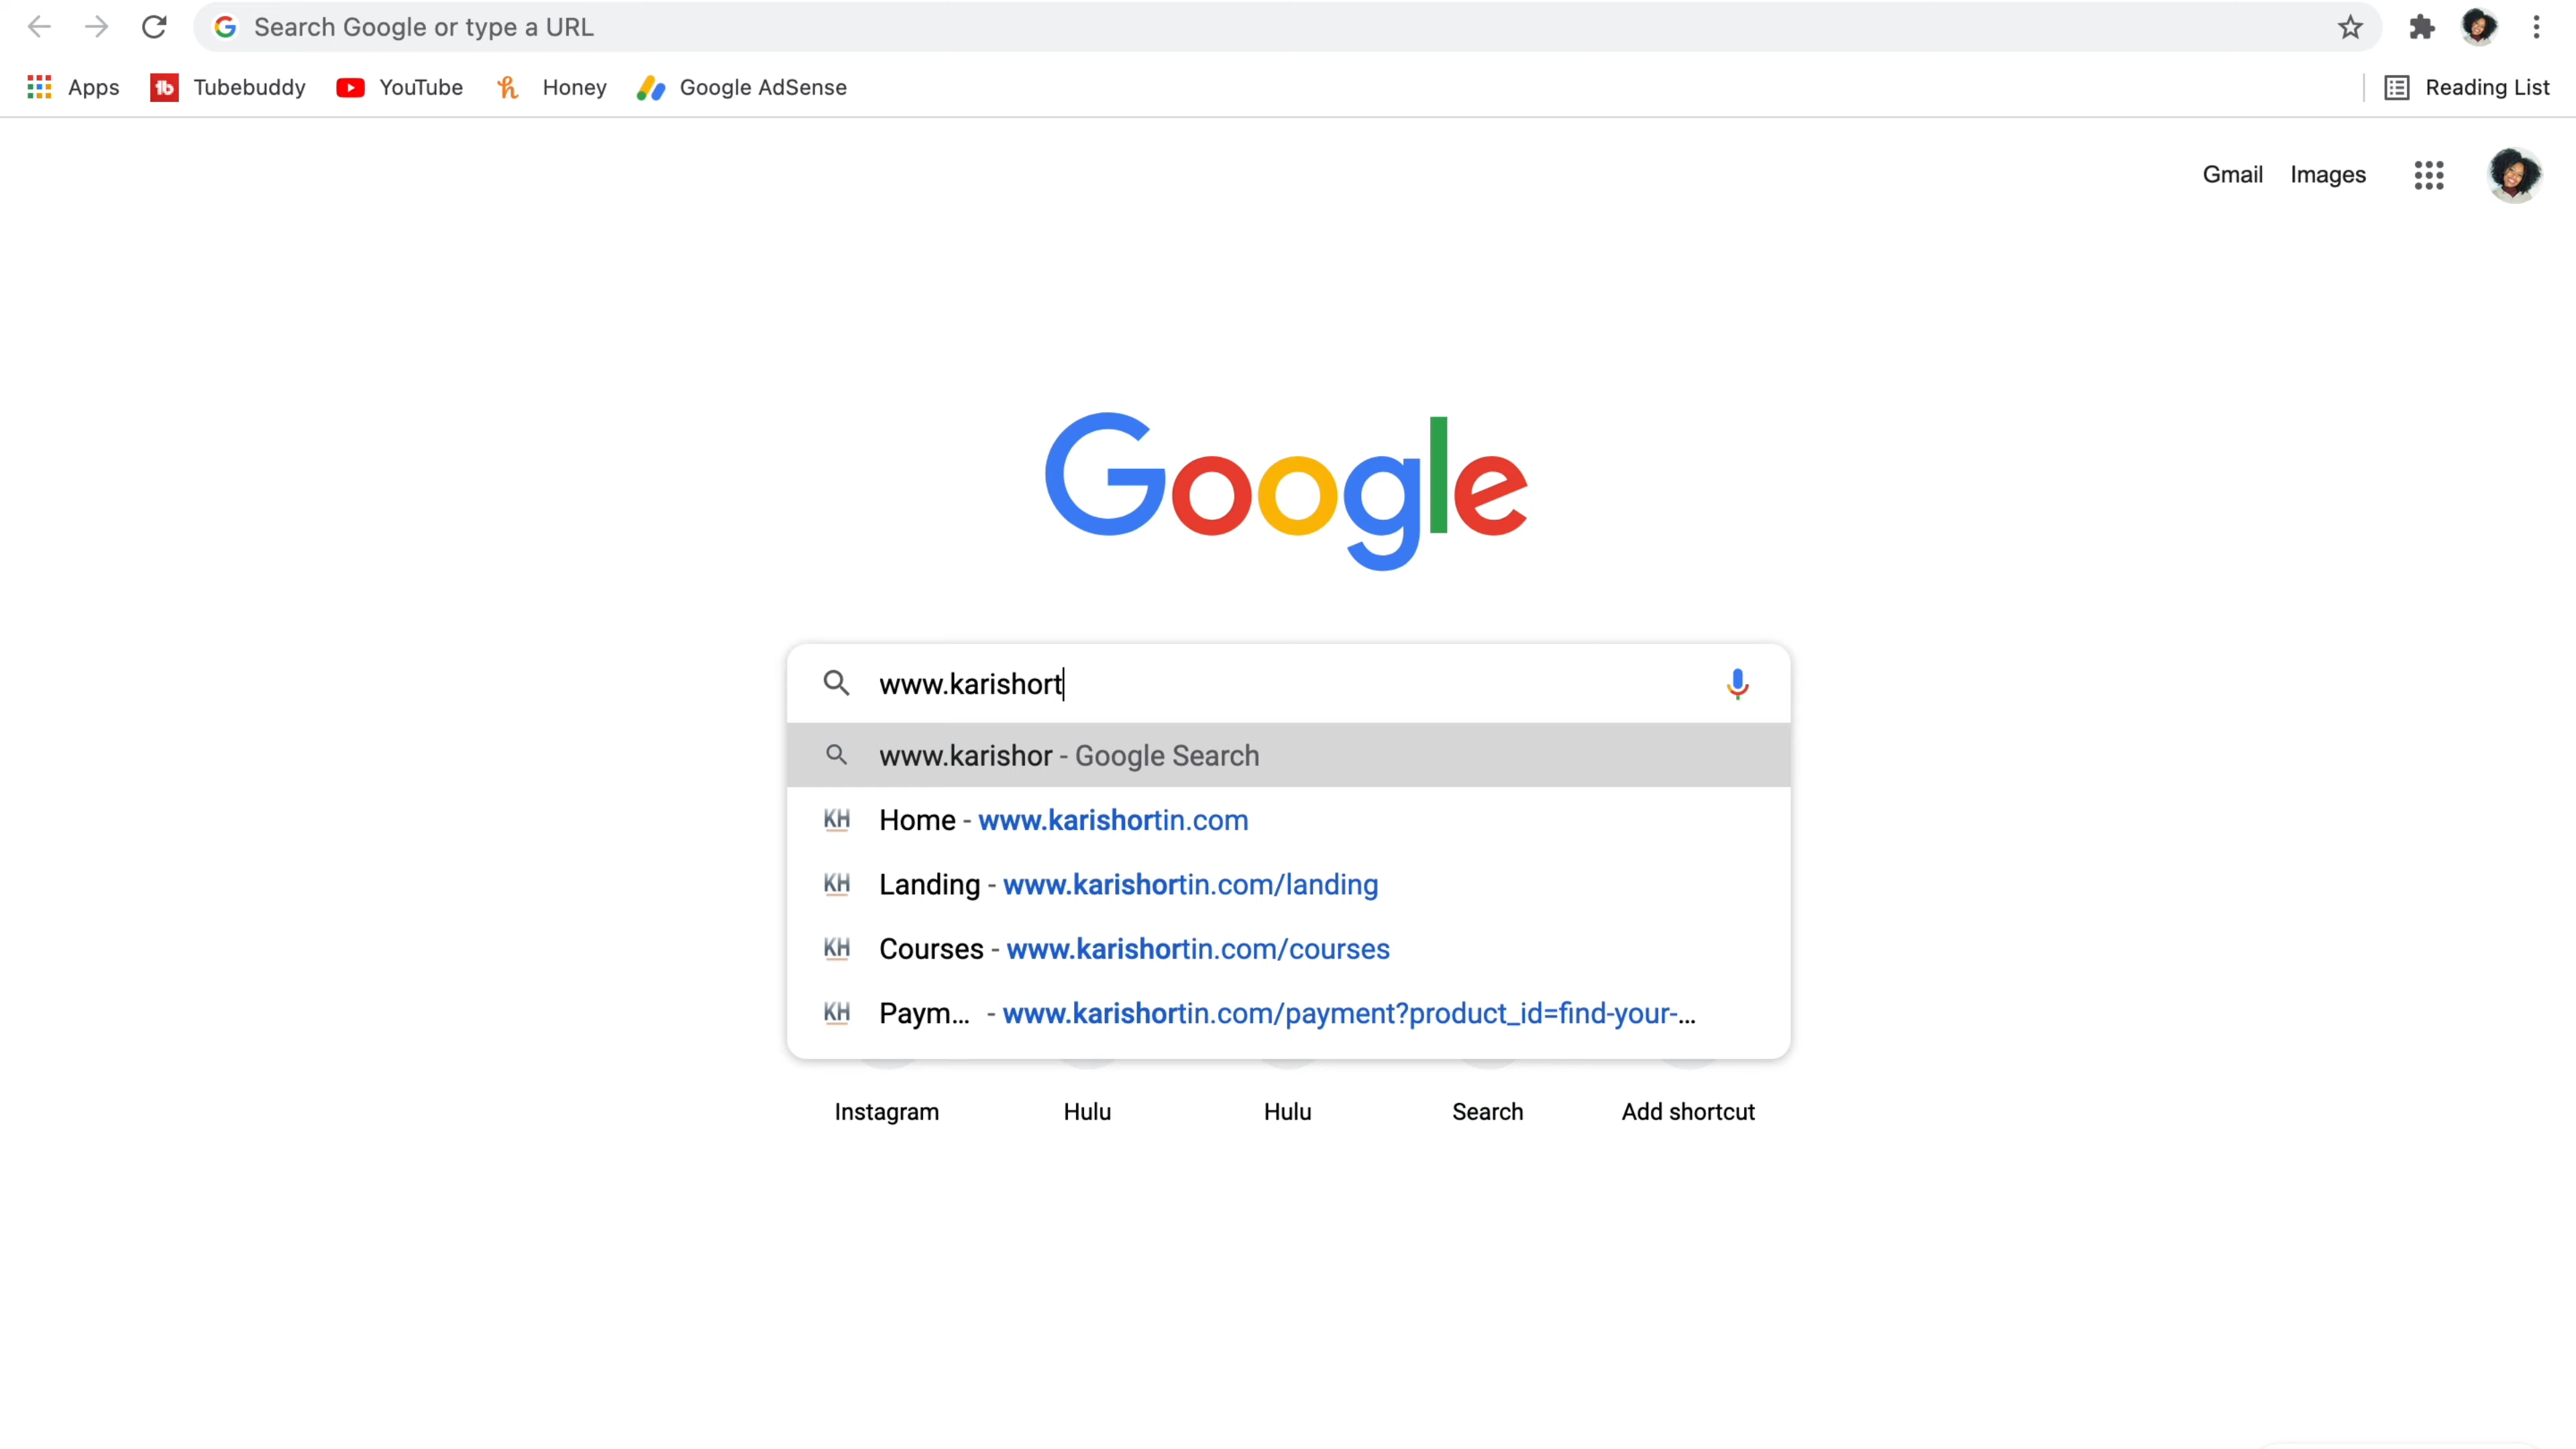 Search Google or type a URL
Apps Tubebuddy YouTube Honey Google AdSense Reading List
Gmail Images
Google
www.karishort
www.karishor - Google Search
KH Home - www.karishortin.com
KH Landing - www.karishortin.com/landing
KH Courses - www.karishortin.com/courses
KH Paym... - www.karishortin.com/payment?product_id=find-your-...
Instagram Hulu Hulu Search Add shortcut